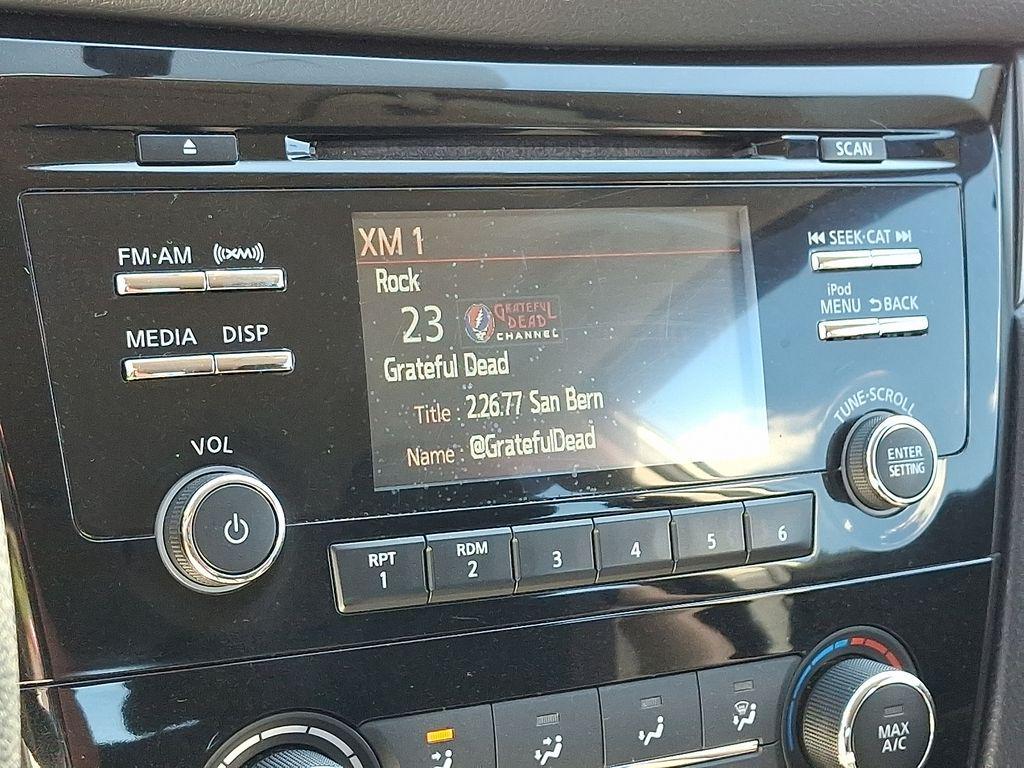 SCAN
FM·AM
((XM))
MEDIA
DISP
VOL
XM 1
Rock
23
GRATEFUL
DEAD
CHANNEL
Grateful Dead
Title : 2.26.77 San Bern
Name : @GratefulDead
SEEK·CAT
iPod
MENU
BACK
TUNE·SCROLL
ENTER
SETTING
RPT
1
RDM
2
3
4
5
6
MAX
A/C